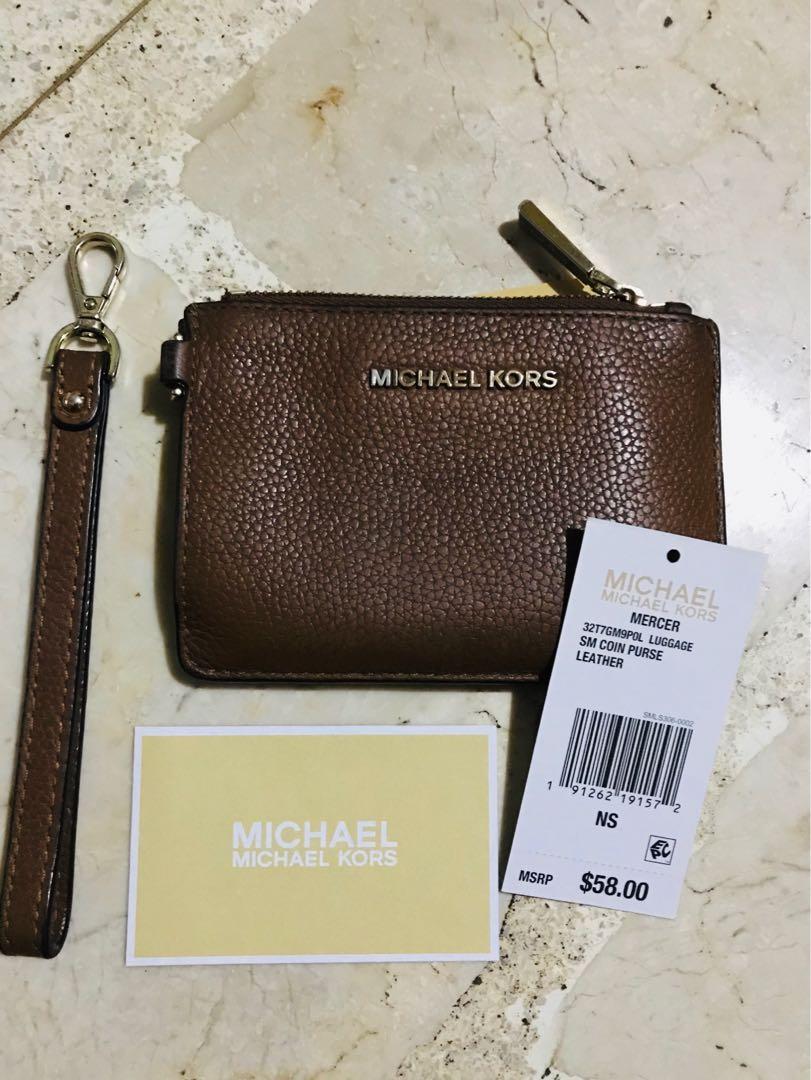 MICHAEL KORS
MICHAEL
MICHAEL KORS
MERCER
32T7GM9P0L LUGGAGE
SM COIN PURSE
LEATHER
SMLS306-0002
1 91262 19157 2
NS
MSRP $58.00
MICHAEL
MICHAEL KORS